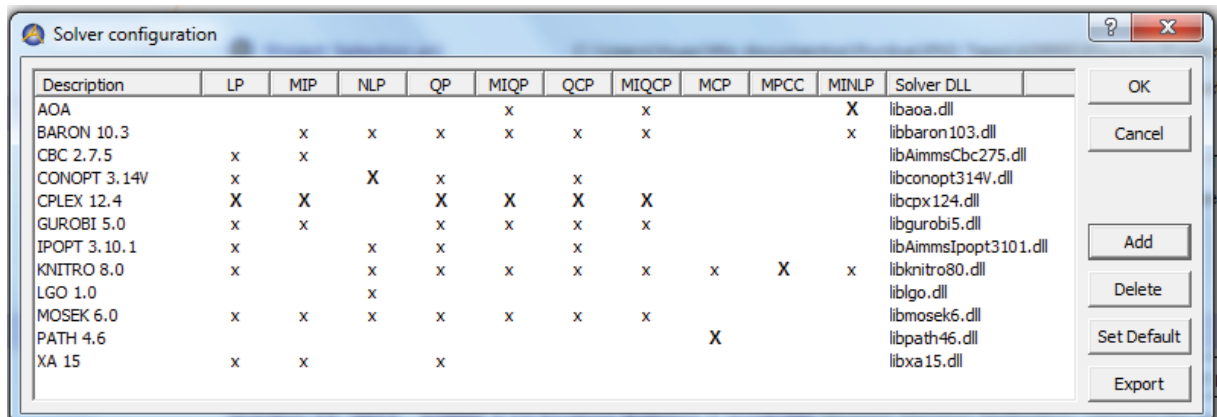 Solver configuration
Description LP MIP NLP QP MIQP QCP MIQCP MCP MPCC MINLP Solver DLL
AOA x x X libaoa.dll
BARON 10.3 x x x x x x x libbaron103.dll
CBC 2.7.5 x x libAimmsCbc275.dll
CONOPT 3.14V x X x x libconopt314V.dll
CPLEX 12.4 X X X X X X libcpx124.dll
GUROBI 5.0 x x x x x x libgurobi5.dll
IPOPT 3.10.1 x x x x libAimmsIpopt3101.dll
KNITRO 8.0 x x x x x x x X x libknitro80.dll
LGO 1.0 x liblgo.dll
MOSEK 6.0 x x x x x x x libmosek6.dll
PATH 4.6 X libpath46.dll
XA 15 x x x libxa15.dll
? X
OK
Cancel
Add
Delete
Set Default
Export